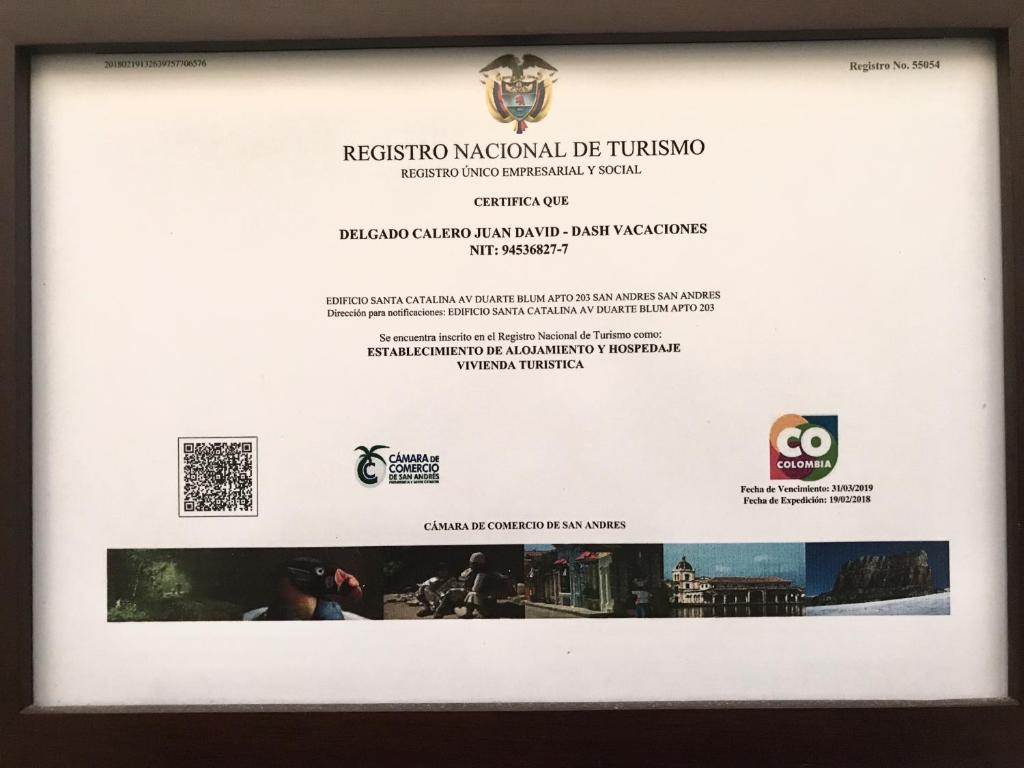 20180219132639757706576
Registro No. 55054
REGISTRO NACIONAL DE TURISMO
REGISTRO ÚNICO EMPRESARIAL Y SOCIAL
CERTIFICA QUE
DELGADO CALERO JUAN DAVID - DASH VACACIONES
NIT: 94536827-7
EDIFICIO SANTA CATALINA AV DUARTE BLUM APTO 203 SAN ANDRES SAN ANDRES
Dirección para notificaciones: EDIFICIO SANTA CATALINA AV DUARTE BLUM APTO 203
Se encuentra inscrito en el Registro Nacional de Turismo como:
ESTABLECIMIENTO DE ALOJAMIENTO Y HOSPEDAJE
VIVIENDA TURISTICA
CÁMARA DE
COMERCIO
DE SAN ANDRÉS
CO
COLOMBIA
Fecha de Vencimiento: 31/03/2019
Fecha de Expedición: 19/02/2018
CÁMARA DE COMERCIO DE SAN ANDRES